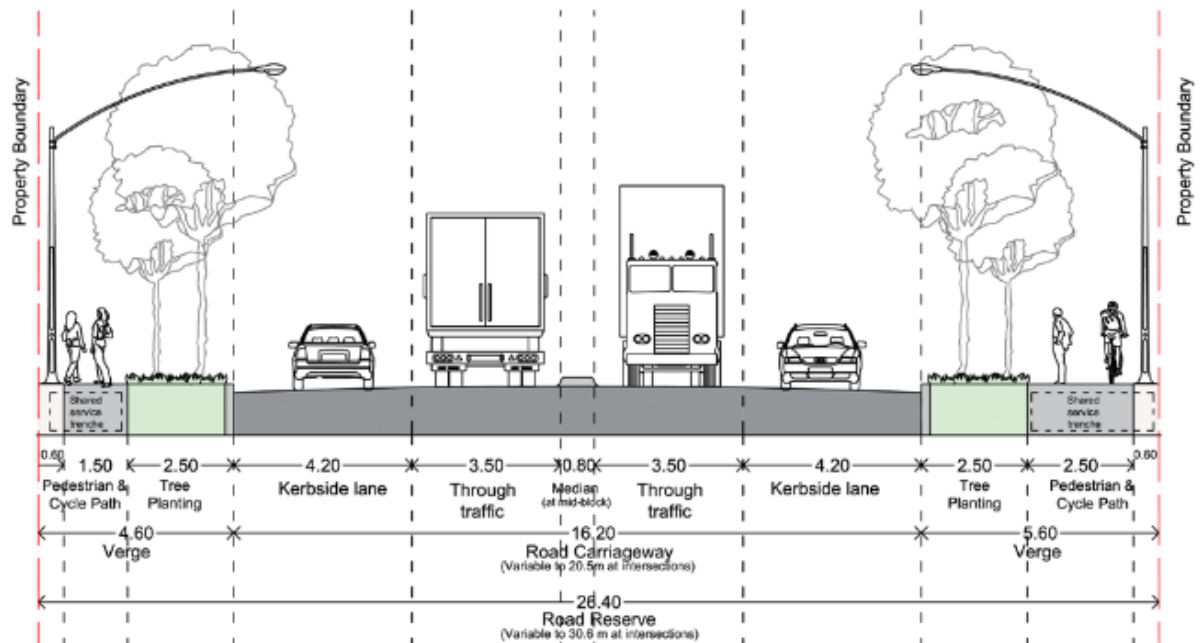 Property Boundary
Property Boundary
Shared
service
trenche
Shared
service
trenche
0.60
1.50
2.50
4.20
3.50
0.80
3.50
4.20
2.50
2.50
0.60
Pedestrian &
Cycle Path
Tree
Planting
Kerbside lane
Through
traffic
Median
(at mid-block)
Through
traffic
Kerbside lane
Tree
Planting
Pedestrian &
Cycle Path
4.60
16.20
5.60
Verge
Road Carriageway
(Variable to 20.5m at intersections)
Verge
26.40
Road Reserve
(Variable to 30.6 m at intersections)